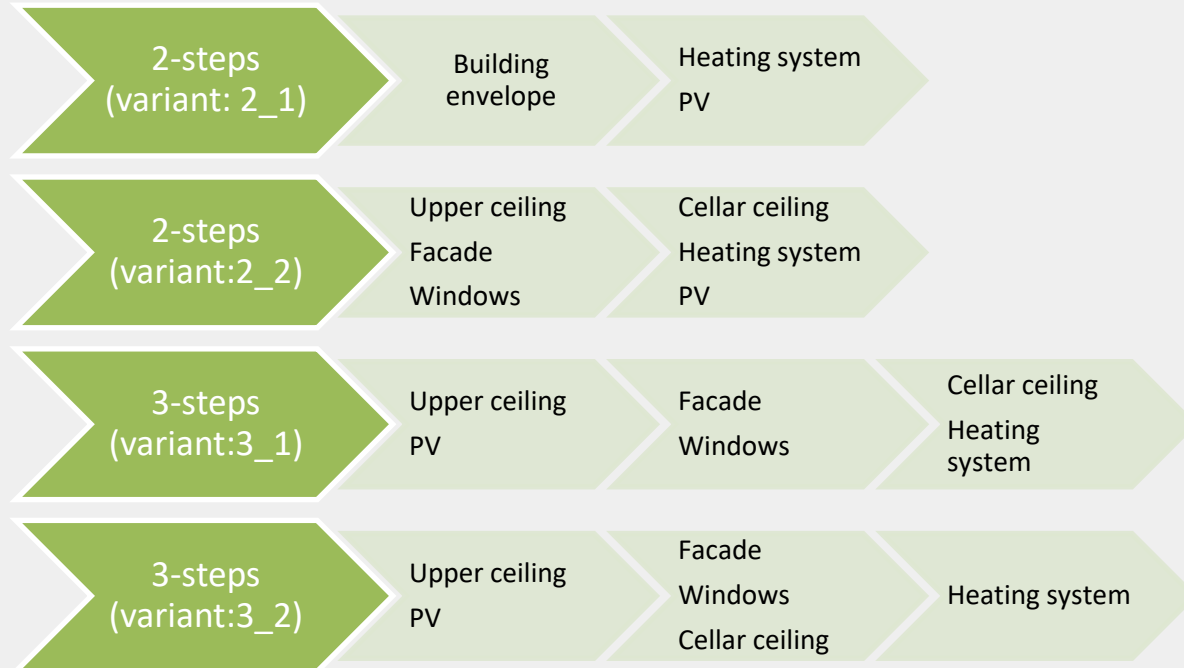 2-steps
(variant: 2_1)
Building
envelope
Heating system
PV
2-steps
(variant:2_2)
Upper ceiling
Facade
Windows
Cellar ceiling
Heating system
PV
3-steps
(variant:3_1)
Upper ceiling
PV
Facade
Windows
Cellar ceiling
Heating
system
3-steps
(variant:3_2)
Upper ceiling
PV
Facade
Windows
Cellar ceiling
Heating system